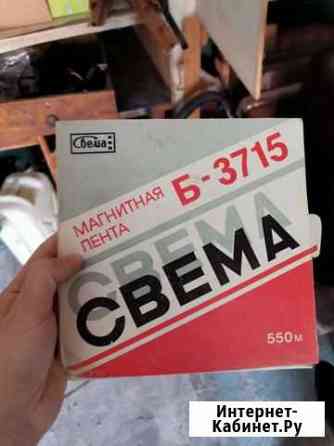 Свема
МАГНИТНАЯ
ЛЕНТА
Б-3715
СВЕМА
СВЕМА
550м
Интернет-
Кабинет.Ру